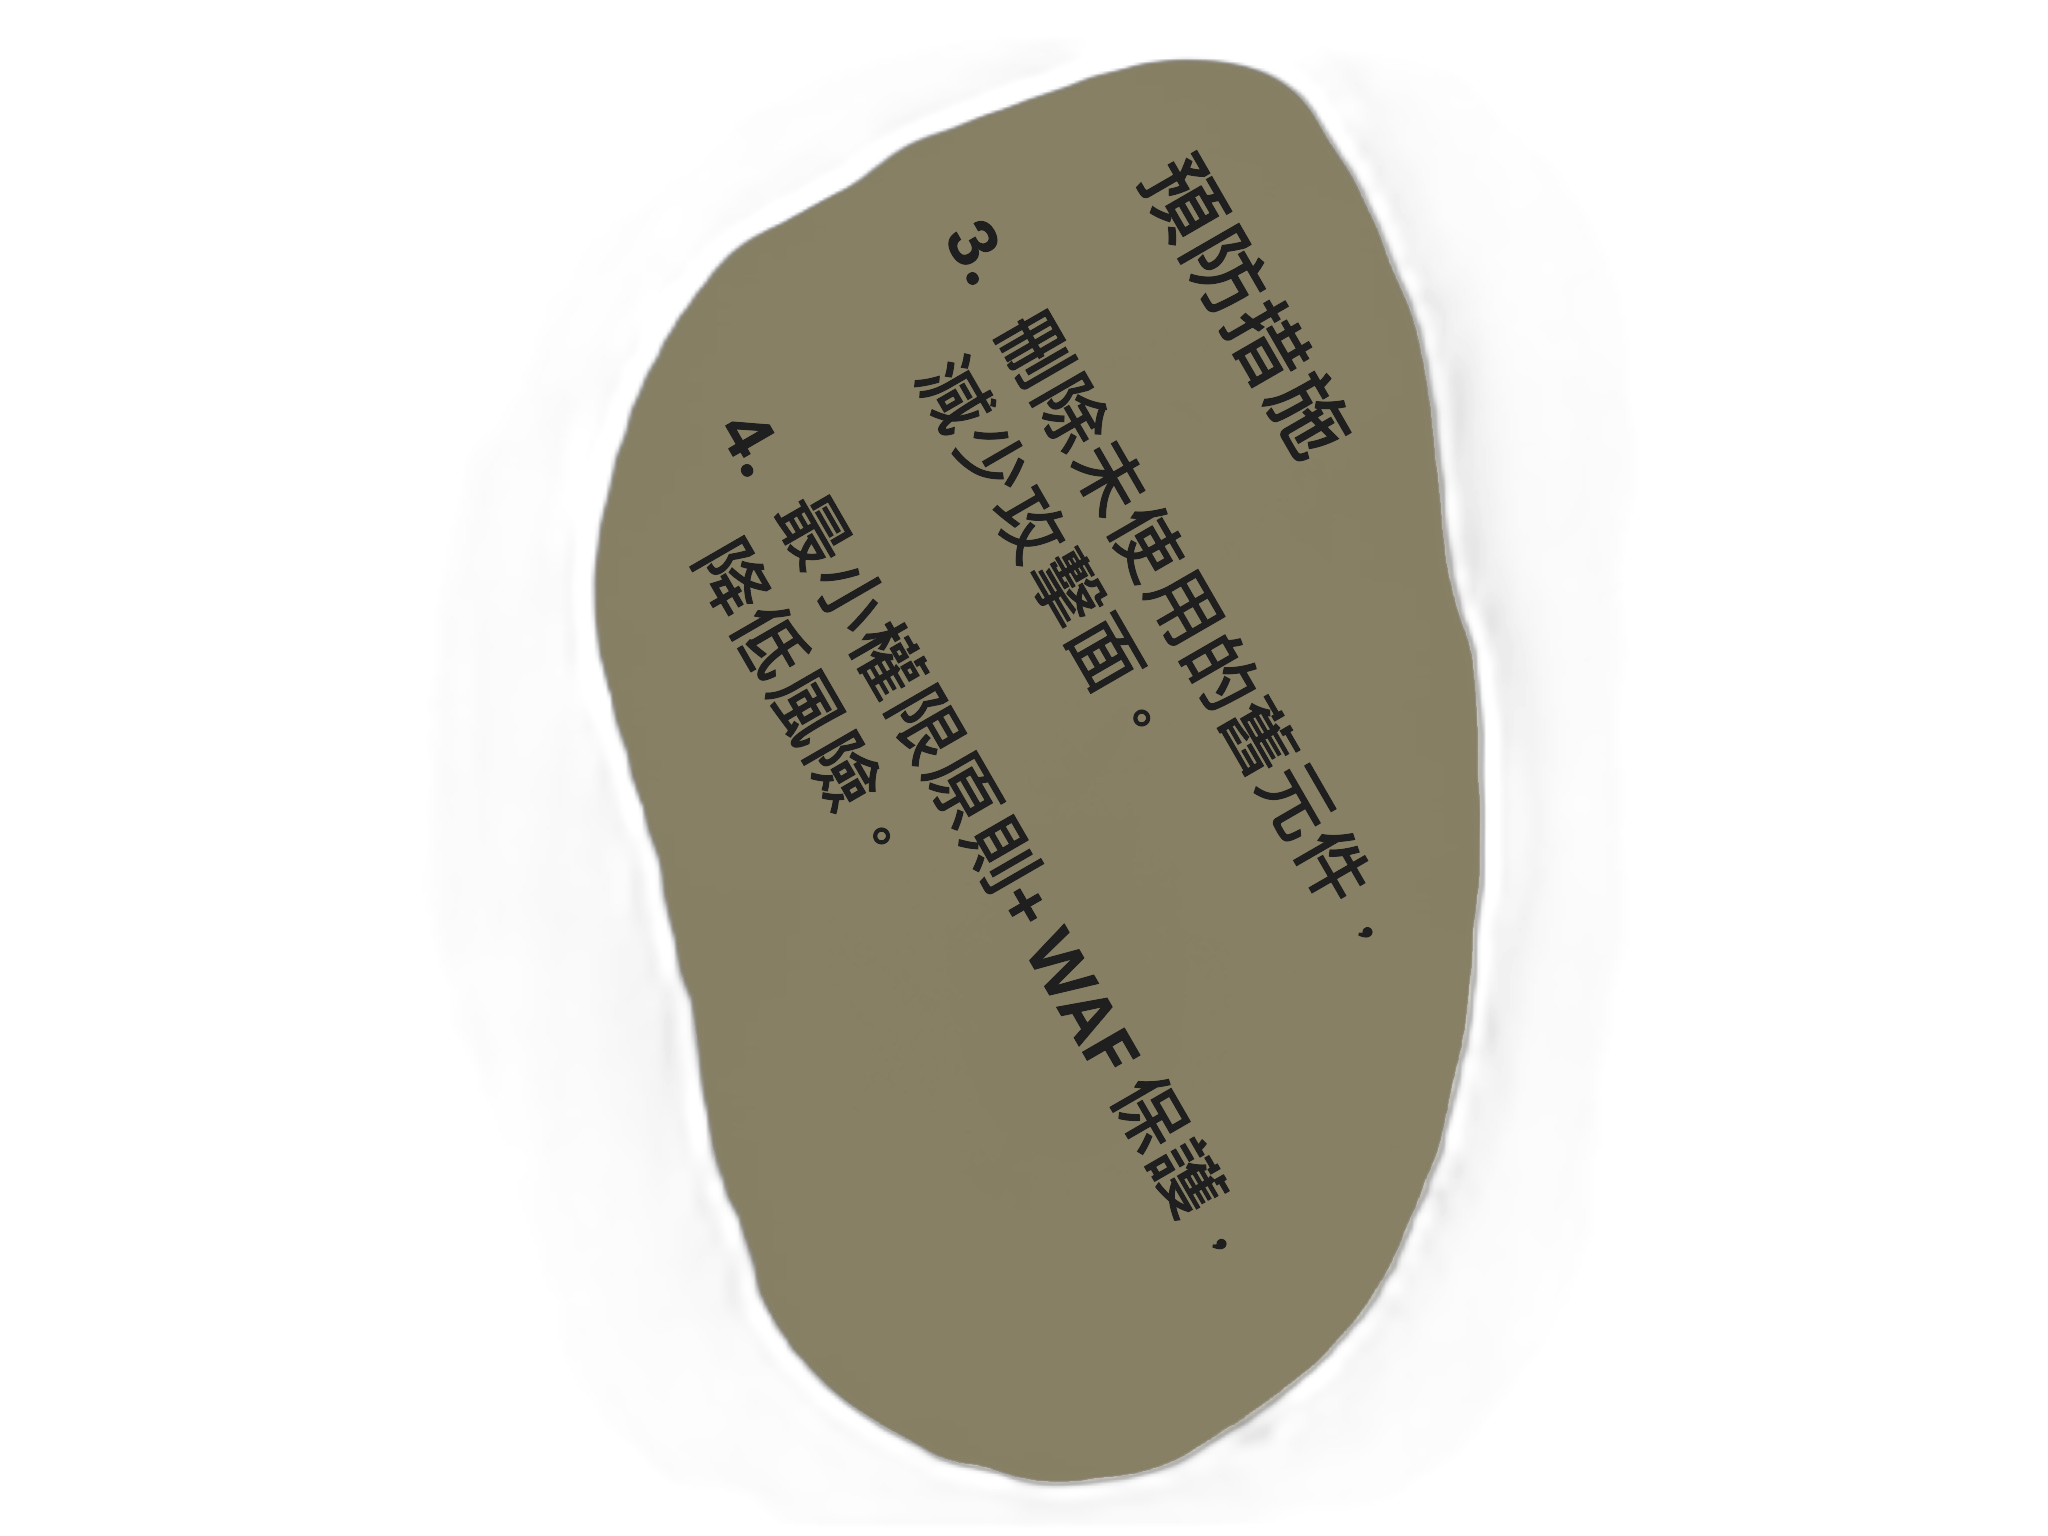 預防措施
3. 刪除未使用的舊元件，
減少攻擊面。
4. 最小權限原則+WAF 保護，
降低風險。